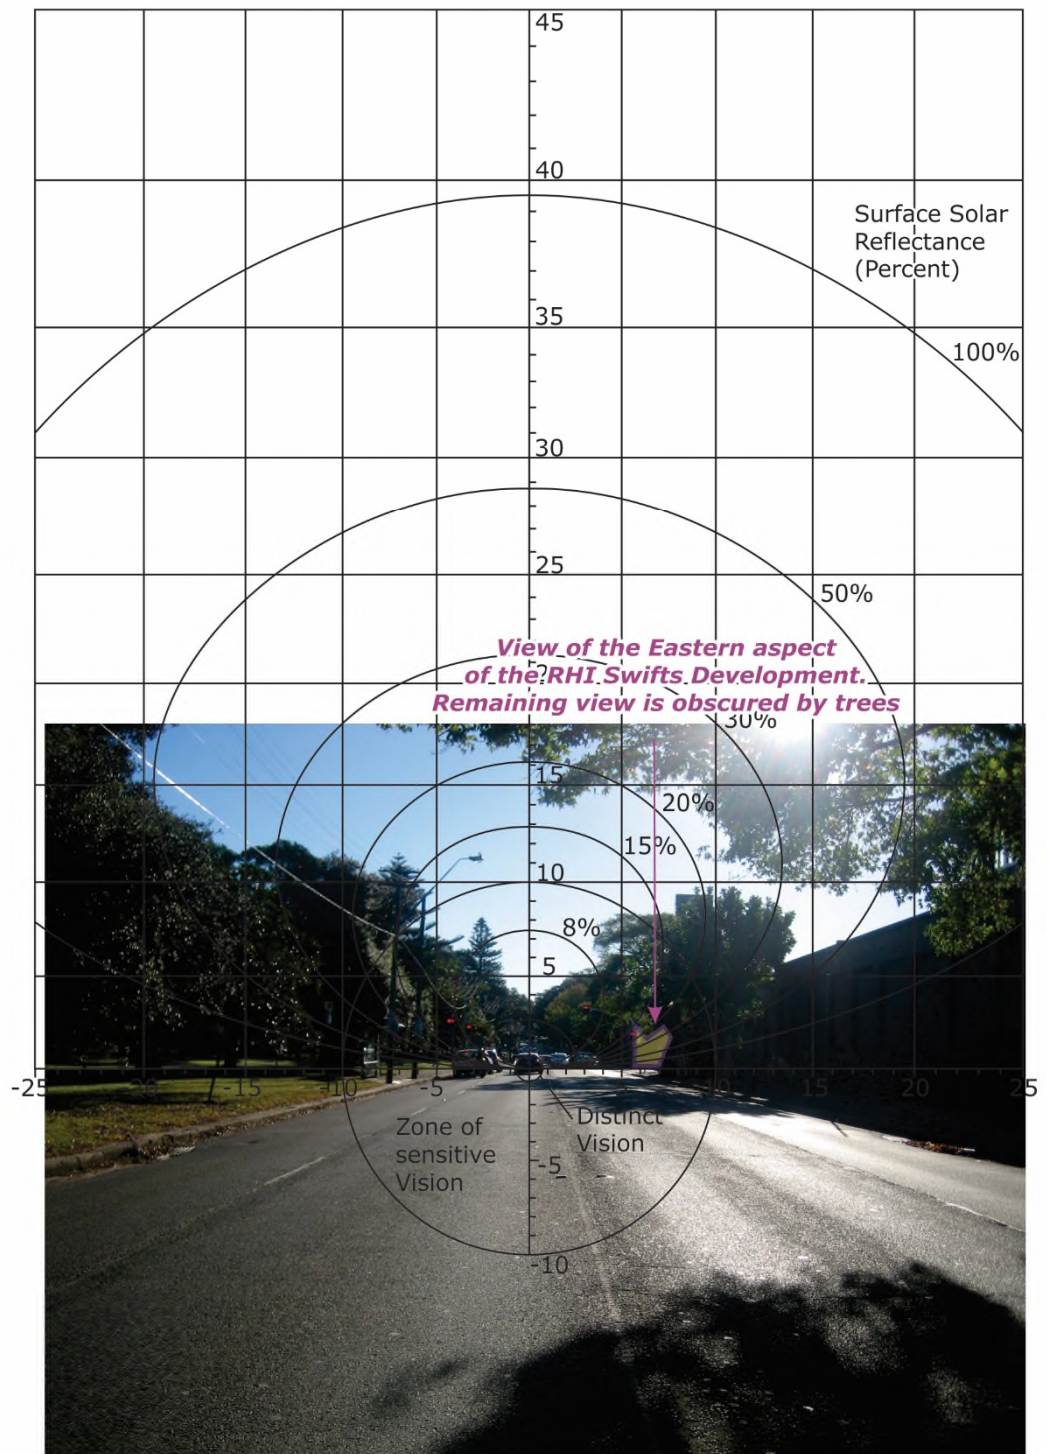 45
40
Surface Solar
Reflectance
(Percent)
35
100%
30
25
50%
View of the Eastern aspect
of the RHI Swifts Development.
Remaining view is obscured by trees
30%
15
20%
15%
10
8%
5
-25 -20 -15 -10 -5 5 10 15 20 25
Distinct
Vision
Zone of
sensitive
Vision
-5
-10